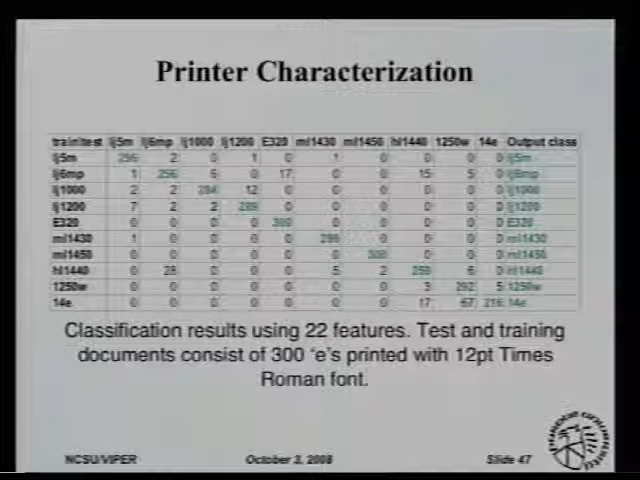 Printer Characterization
train\test lj5m lj6mp lj1000 lj1200 E320 ml1430 ml1450 hl1440 1250w 14e Output class
lj5m 296 2 0 1 0 1 0 0 0 0 lj5m
lj6mp 1 256 6 0 17 0 0 15 5 0 lj6mp
lj1000 2 2 284 12 0 0 0 0 0 0 lj1000
lj1200 7 2 2 289 0 0 0 0 0 0 lj1200
E320 0 0 0 0 300 0 0 0 0 0 E320
ml1430 1 0 0 0 0 299 0 0 0 0 ml1430
ml1450 0 0 0 0 0 0 300 0 0 0 ml1450
hl1440 0 28 0 0 0 5 2 259 6 0 hl1440
1250w 0 0 0 0 0 0 0 3 292 5 1250w
14e 0 0 0 0 0 0 0 17 67 216 14e
Classification results using 22 features. Test and training
documents consist of 300 "e"s printed with 12pt Times
Roman font.
NCSU/VIPER October 3, 2008 Slide 47